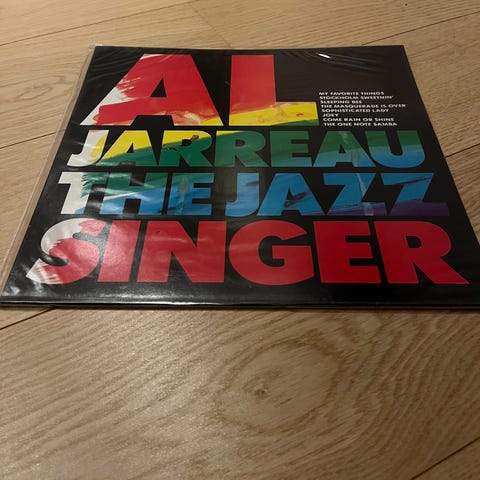 AL
JARREAU
THE JAZZ
SINGER
MY FAVORITE THINGS
STOCKHOLM SWEETNIN'
SLEEPING BEE
THE MASQUERADE IS OVER
SOPHISTICATED LADY
JOEY
COME RAIN OR SHINE
THE ONE NOTE SAMBA